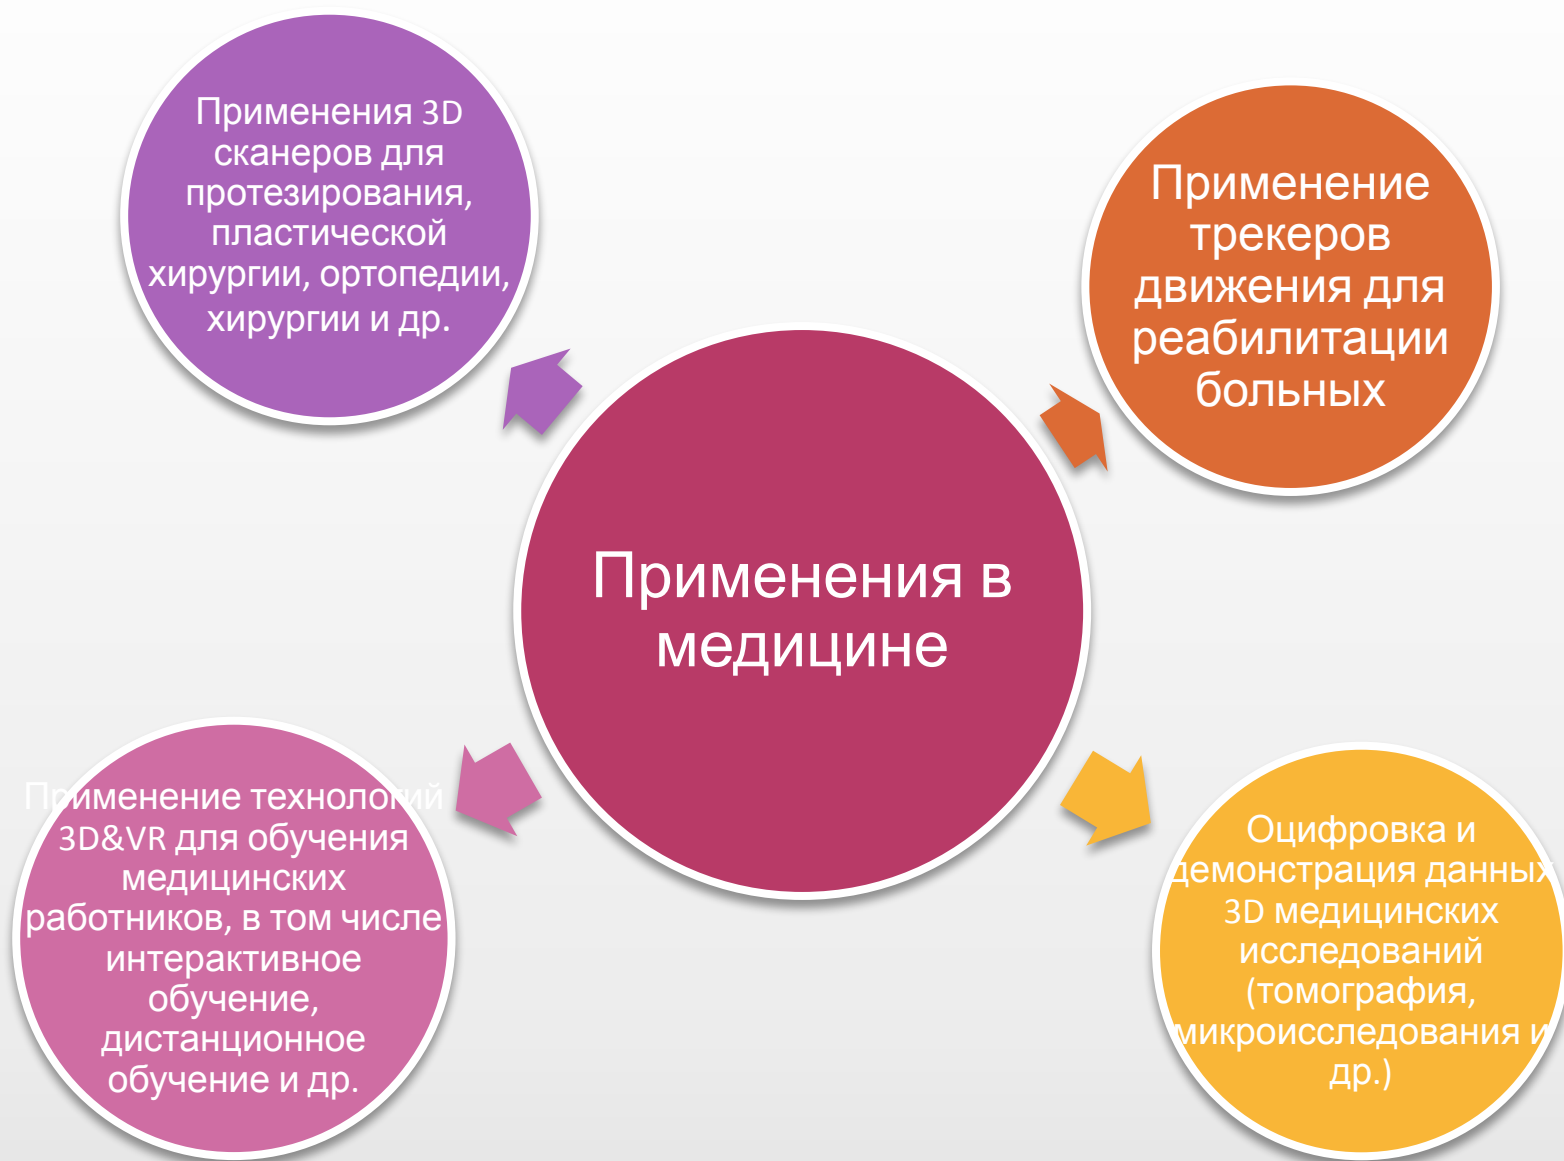 Применения 3D
сканеров для
протезирования,
пластической
хирургии, ортопедии,
хирургии и др.
Применение
трекеров
движения для
реабилитации
больных
Применения в
медицине
Применение технологий
3D&VR для обучения
медицинских
работников, в том числе
интерактивное
обучение,
дистанционное
обучение и др.
Оцифровка и
демонстрация данных
3D медицинских
исследований
(томография,
микроисследования и
др.)